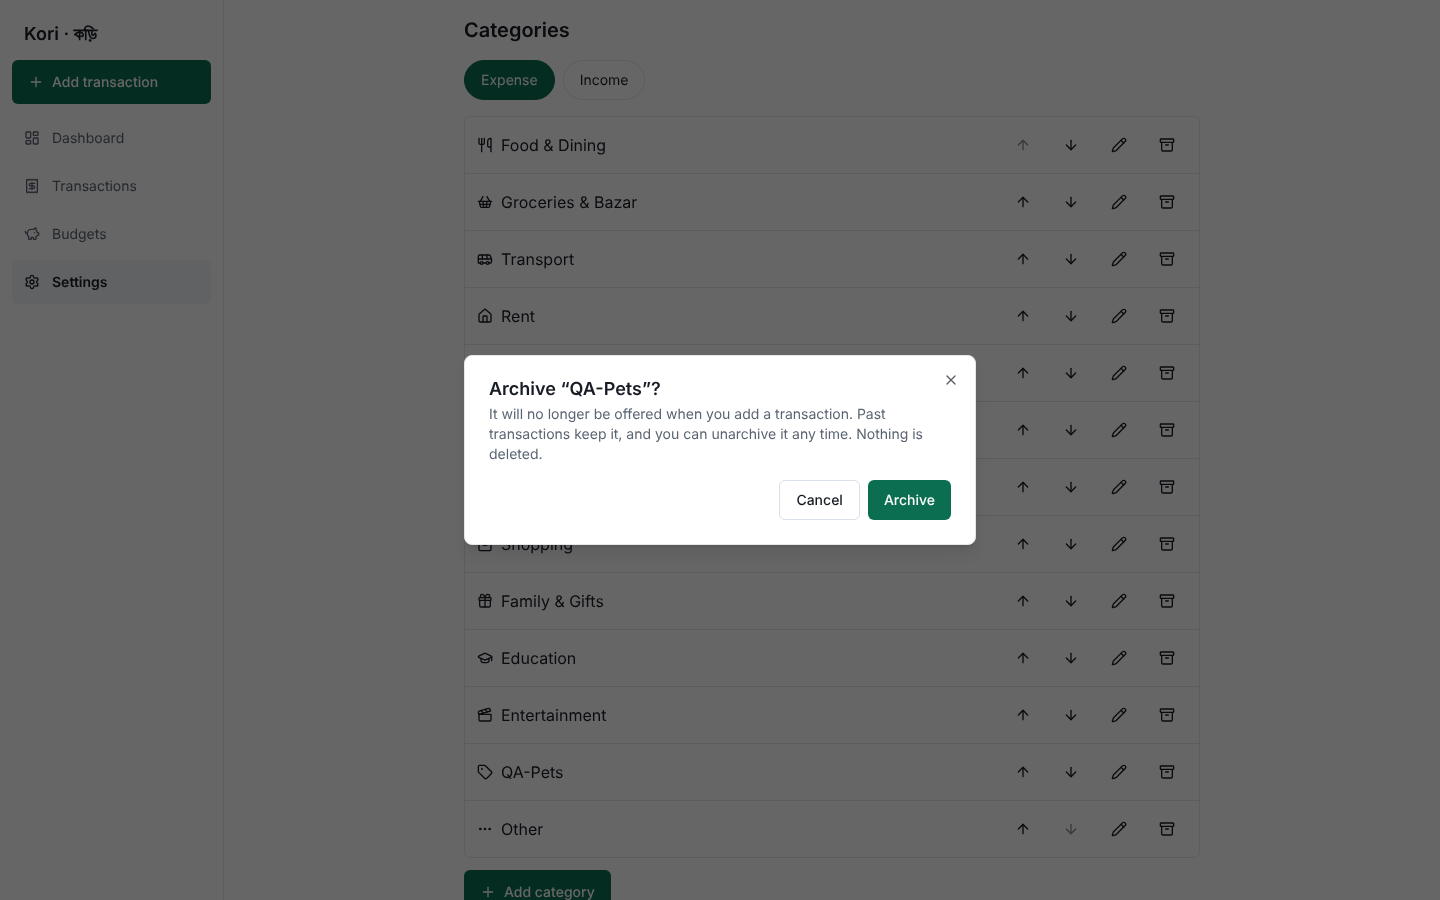 Kori · কড়ি
Add transaction
Dashboard
Transactions
Budgets
Settings
Categories
Expense
Income
Food & Dining
Groceries & Bazar
Transport
Rent
Archive “QA-Pets”?
It will no longer be offered when you add a transaction. Past
transactions keep it, and you can unarchive it any time. Nothing is
deleted.
Cancel
Archive
Shopping
Family & Gifts
Education
Entertainment
QA-Pets
Other
Add category